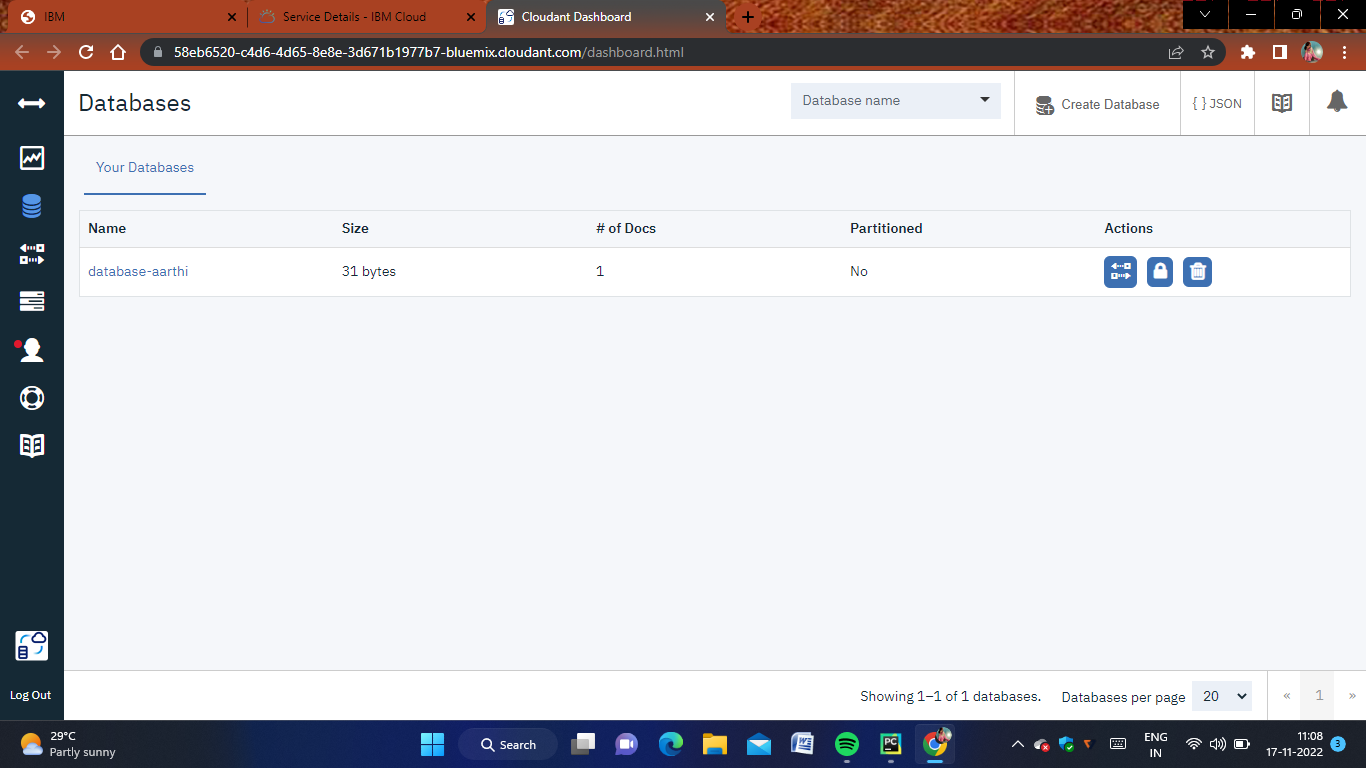 IBM
Service Details - IBM Cloud
Cloudant Dashboard
58eb6520-c4d6-4d65-8e8e-3d671b1977b7-bluemix.cloudant.com/dashboard.html
Databases
Database name
Create Database
{ } JSON
Your Databases
Name Size # of Docs Partitioned Actions
database-aarthi 31 bytes 1 No
Log Out
Showing 1–1 of 1 databases. Databases per page 20 « 1 »
29°C
Partly sunny
Search
ENG
IN
11:08
17-11-2022
3